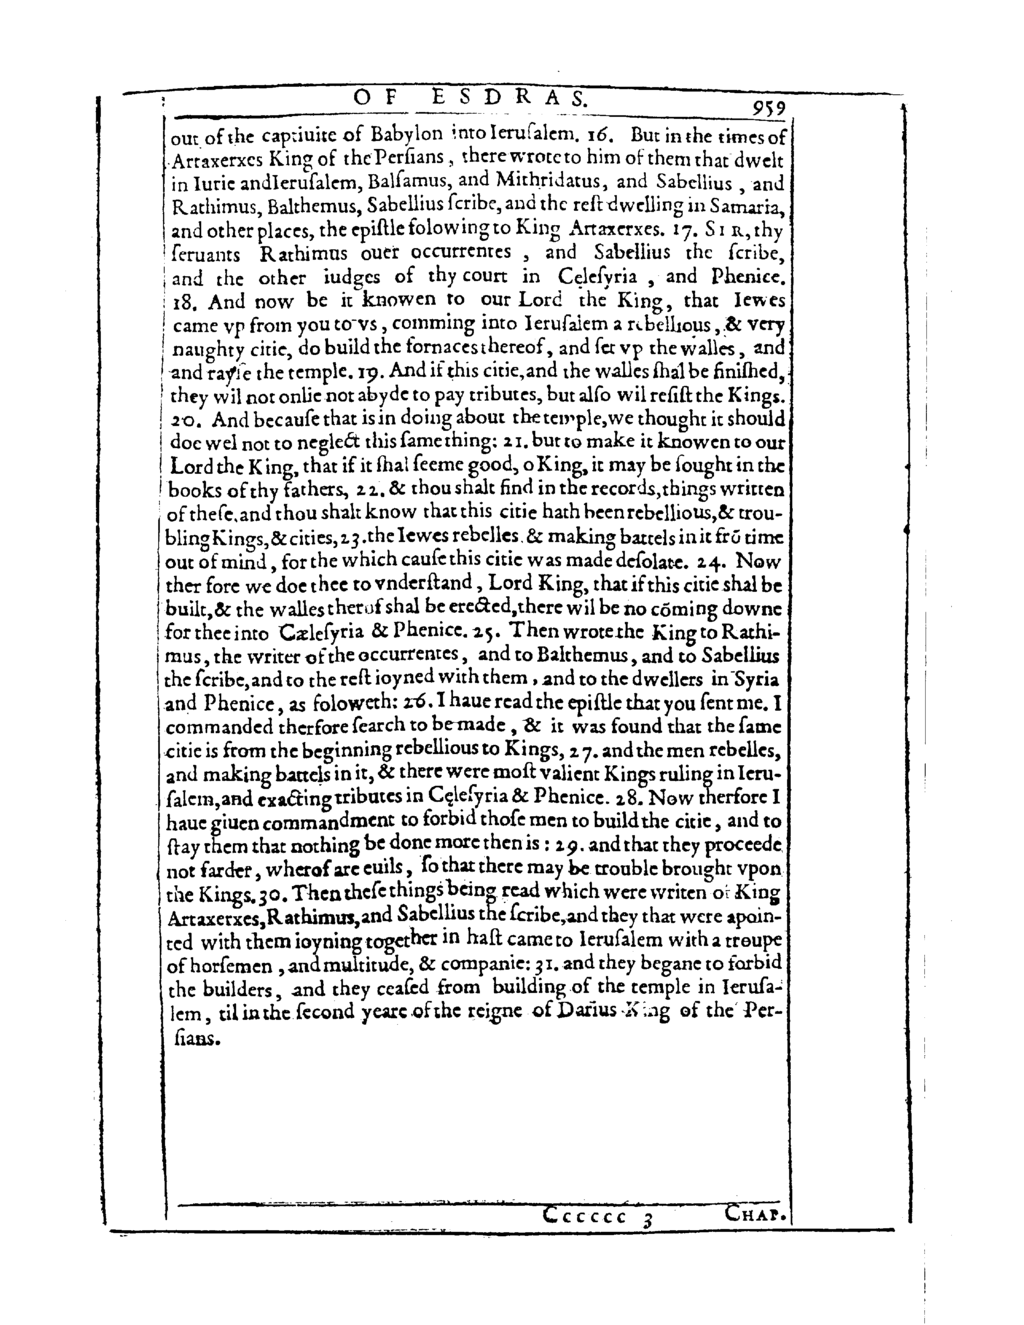 OF ESDRAS. 959
out of the captiuite of Babylon into Ierusalem. 16. But in the times of
Artaxerxes King of the Persians, there wrote to him of them that dwelt
in Iurie andIerusalem, Balsamus, and Mithridatus, and Sabellius, and
Rathimus, Balthemus, Sabellius scribe, and the rest dwelling in Samaria,
and other places, the epistle folowing to King Artaxerxes. 17. SIR, thy
seruants Rathimus ouer occurrentes, and Sabellius the scribe,
and the other iudges of thy court in Cęlesyria, and Phenice.
18. And now be it knowen to our Lord the King, that Iewes
came vp from you to vs, comming into Ierusalem a rebellious, & very
naughty citie, do build the fornaces thereof, and set vp the walles, and
and rayse the temple. 19. And if this citie, and the walles shal be finished,
they wil not onlie not abyde to pay tributes, but also wil resist the Kings.
20. And because that is in doing about the temple, we thought it should
doe wel not to neglect this same thing: 21. but to make it knowen to our
Lord the King, that if it shal seeme good, o King, it may be sought in the
books of thy fathers, 22. & thou shalt find in the records, things written
of these, and thou shalt know that this citie hath been rebellious, & trou-
bling Kings, & cities, 23. the Iewes rebelles. & making battels in it frõ time
out of mind, for the which cause this citie was made desolate. 24. Now
ther fore we doe thee to vnderstand, Lord King, that if this citie shal be
built, & the walles therof shal be erected, there wil be no cõming downe
for thee into Cælesyria & Phenice. 25. Then wrote the King to Rathi-
mus, the writer of the occurrentes, and to Balthemus, and to Sabellius
the scribe, and to the rest ioyned with them, and to the dwellers in Syria
and Phenice, as foloweth: 26. I haue read the epistle that you sent me. I
commanded therfore search to be made, & it was found that the same
citie is from the beginning rebellious to Kings, 27. and the men rebelles,
and making battels in it, & there were most valient Kings ruling in Ieru-
salem, and exacting tributes in Cęlesyria & Phenice. 28. Now therfore I
haue giuen commandment to forbid those men to build the citie, and to
stay them that nothing be done more then is: 29. and that they proceede
not farder, wherof are euils, so that there may be trouble brought vpon
the Kings. 30. Then these things being read which were writen of King
Artaxerxes, Rathimus, and Sabellius the scribe, and they that were apoin-
ted with them ioyning together in hast came to Ierusalem with a troupe
of horsemen, and multitude, & companie: 31. and they begane to forbid
the builders, and they ceased from building of the temple in Ierusa-
lem, til in the second yeare of the reigne of Darius King of the Per-
sians.
Cccccc 3 CHAP.